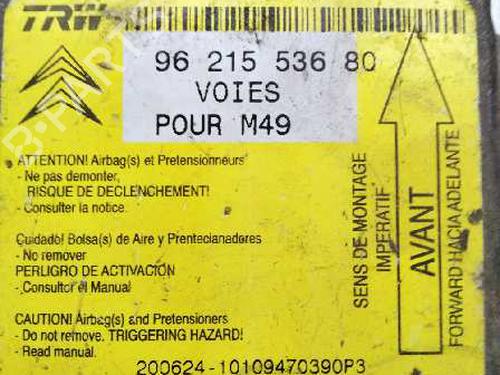 TRW
96 215 536 80
VOIES
POUR M49
ATTENTION! Airbag(s) et Pretensionneurs
- Ne pas demonter,
RISQUE DE DECLENCHEMENT!
- Consulter la notice.
Cuidado! Bolsa(s) de Aire y Prentecianadares
- No remover
PERLIGRO DE ACTIVACION
- Consultor el Manual
CAUTION! Airbag(s) and Pretensioners
- Do not remove. TRIGGERING HAZARD!
- Read manual.
200624-10109470390P3
SENS DE MONTAGE
IMPERATIF
AVANT
FORWARD HACIA ADELANTE
B-PARTS